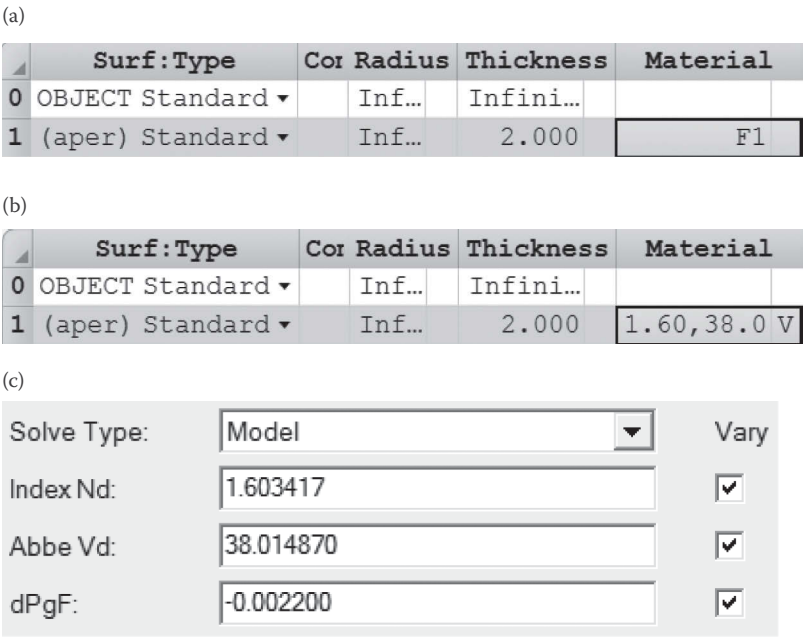 (a)
Surf:Type Cor Radius Thickness Material
0 OBJECT Standard Inf… Infini…
1 (aper) Standard Inf… 2.000 F1
(b)
Surf:Type Cor Radius Thickness Material
0 OBJECT Standard Inf… Infini…
1 (aper) Standard Inf… 2.000 1.60,38.0 V
(c)
Solve Type: Model Vary
Index Nd: 1.603417
Abbe Vd: 38.014870
dPgF: -0.002200